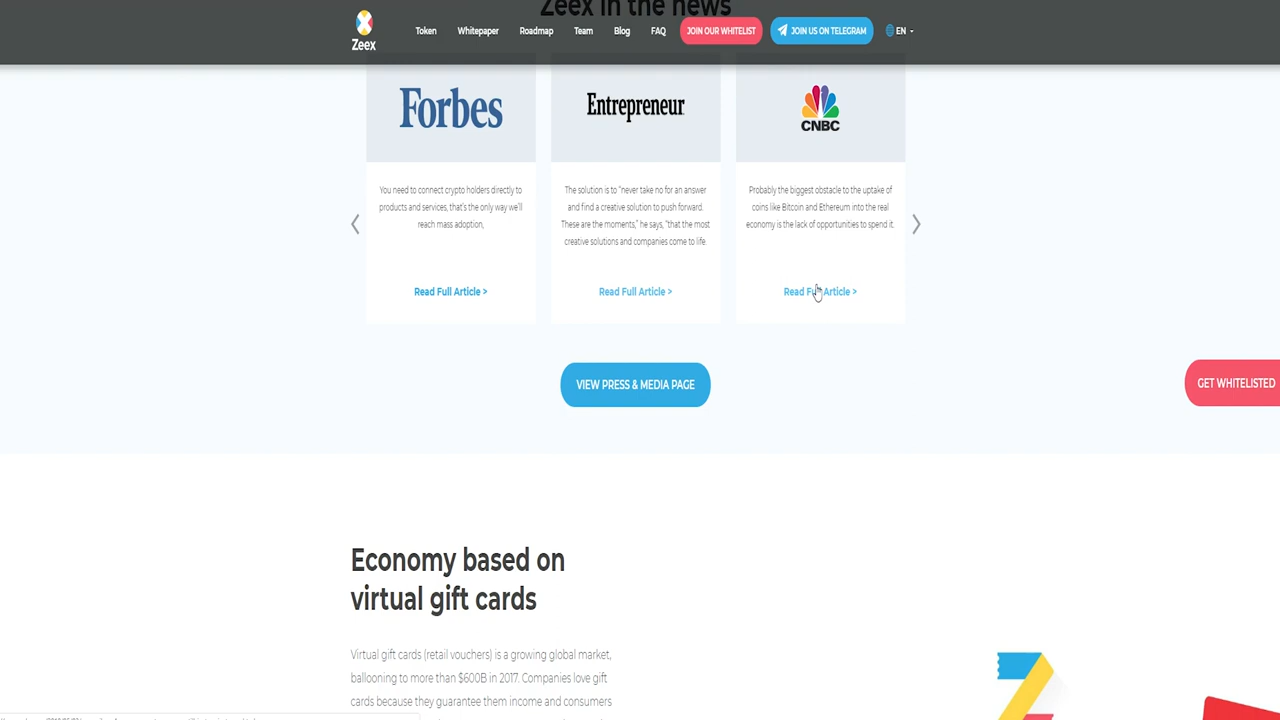 Zeex in the news
Zeex
Token
Whitepaper
Roadmap
Team
Blog
FAQ
JOIN OUR WHITELIST
JOIN US ON TELEGRAM
EN
Forbes
You need to connect crypto holders directly to
products and services, that's the only way we'll
reach mass adoption,
Read Full Article >
Entrepreneur
The solution is to "never take no for an answer
and find a creative solution to push forward.
These are the moments," he says, "that the most
creative solutions and companies come to life.
Read Full Article >
CNBC
Probably the biggest obstacle to the uptake of
coins like Bitcoin and Ethereum into the real
economy is the lack of opportunities to spend it.
Read Full Article >
VIEW PRESS & MEDIA PAGE
GET WHITELISTED
Economy based on
virtual gift cards
Virtual gift cards (retail vouchers) is a growing global market,
ballooning to more than $600B in 2017. Companies love gift
cards because they guarantee them income and consumers